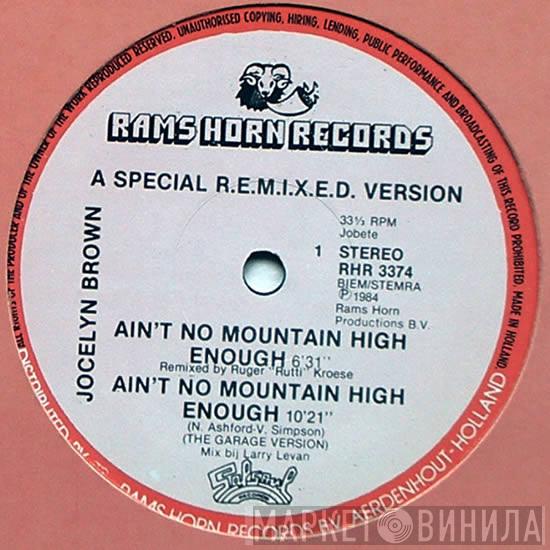 ALL RIGHTS OF THE PRODUCER AND OF THE OWNER OF THE WORK REPRODUCED RESERVED. UNAUTHORISED COPYING, HIRING, LENDING, PUBLIC PERFORMANCE AND BROADCASTING OF THIS RECORD PROHIBITED. MADE IN HOLLAND
RAMS HORN RECORDS
A SPECIAL R.E.M.I.X.E.D. VERSION
JOCELYN BROWN
33⅓ RPM
Jobete
1 STEREO
RHR 3374
BIEM/STEMRA
℗ 1984
Rams Horn
Productions B.V.
AIN'T NO MOUNTAIN HIGH
ENOUGH 6'31"
Remixed by Ruger "Rutti" Kroese
AIN'T NO MOUNTAIN HIGH
ENOUGH 10'21"
(N. Ashford-V. Simpson)
(THE GARAGE VERSION)
Mix bij Larry Levan
Salsoul
RECORDS
DISTRIBUTED BY RAMS HORN RECORDS BV AERDENHOUT-HOLLAND
МАРКЕТ ВИНИЛА